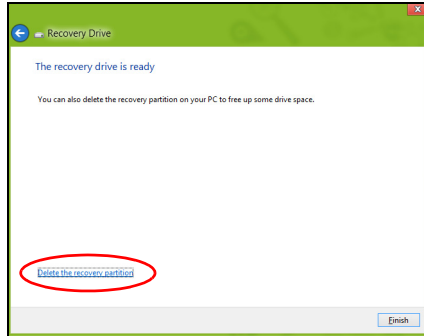 Recovery Drive
The recovery drive is ready
You can also delete the recovery partition on your PC to free up some drive space.
Delete the recovery partition
Finish